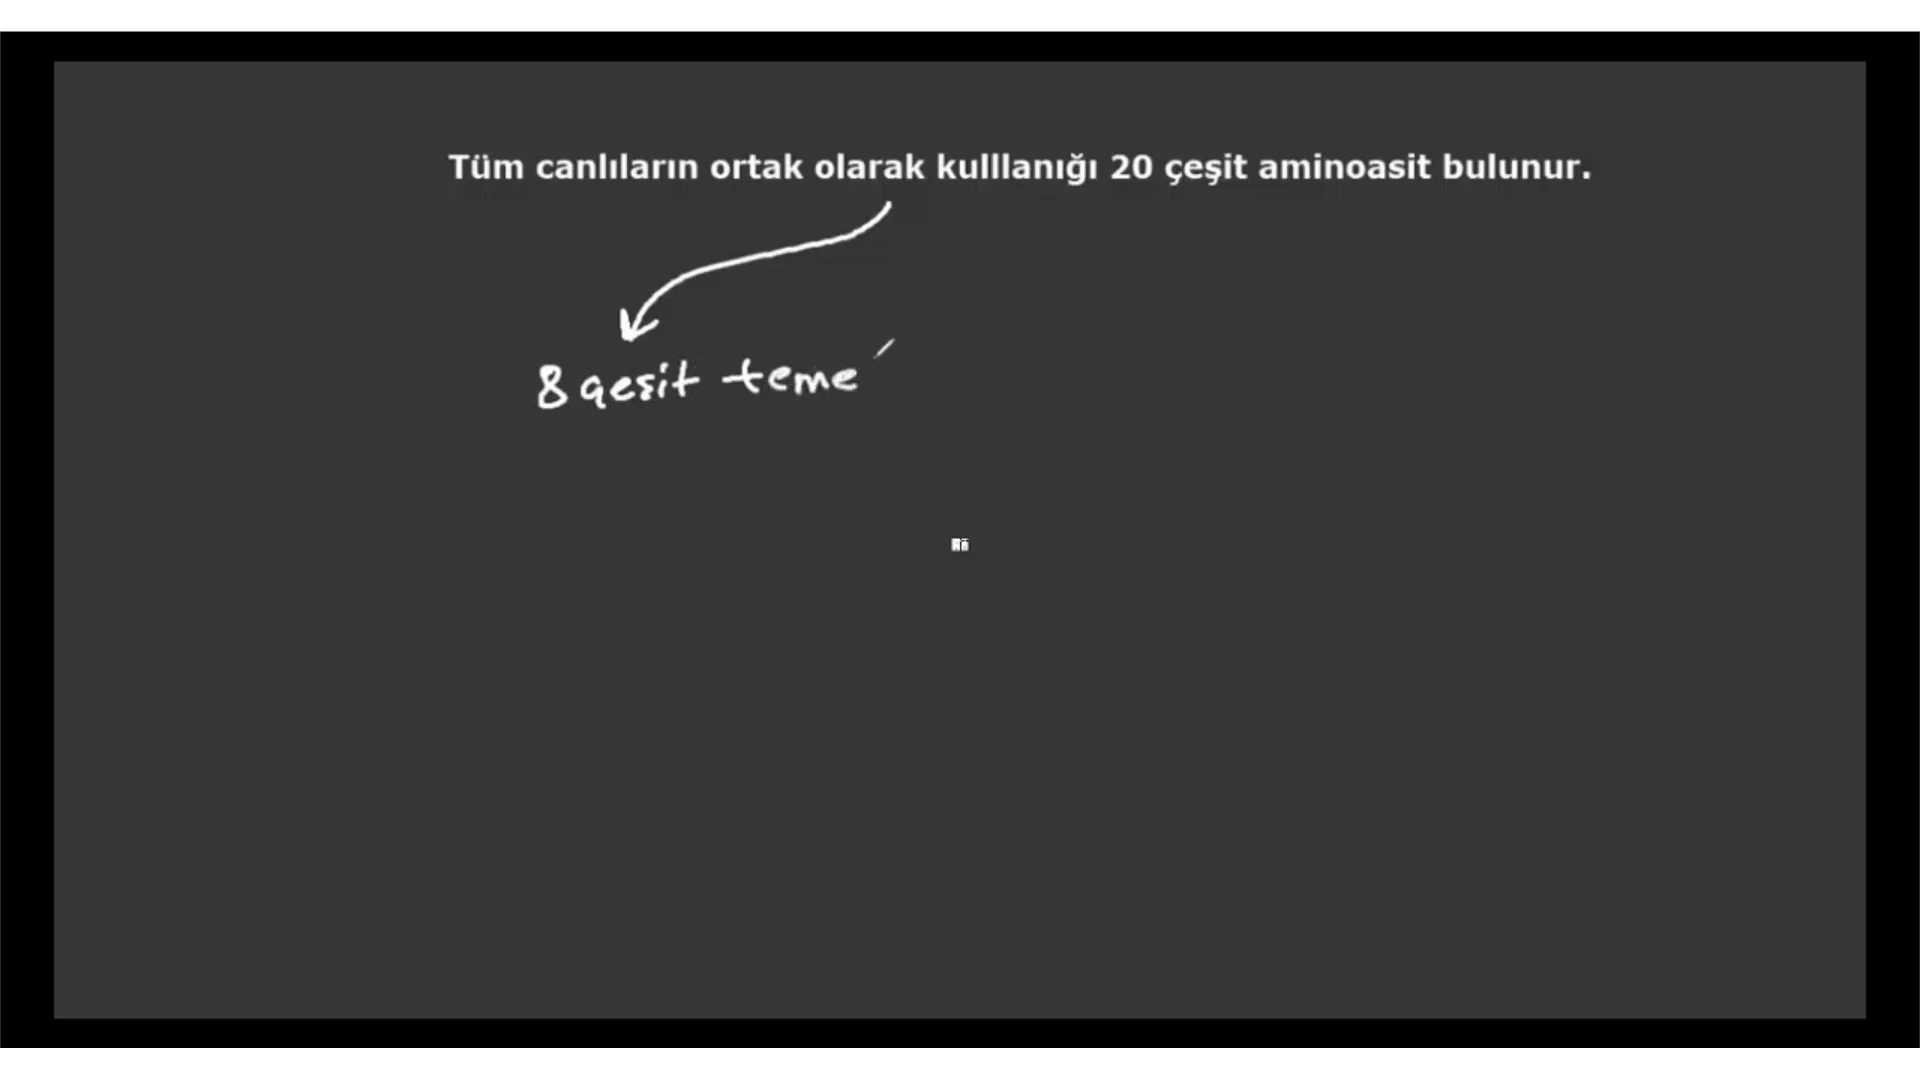 Tüm canlıların ortak olarak kulllanığı 20 çeşit aminoasit bulunur.
8 çeşit teme